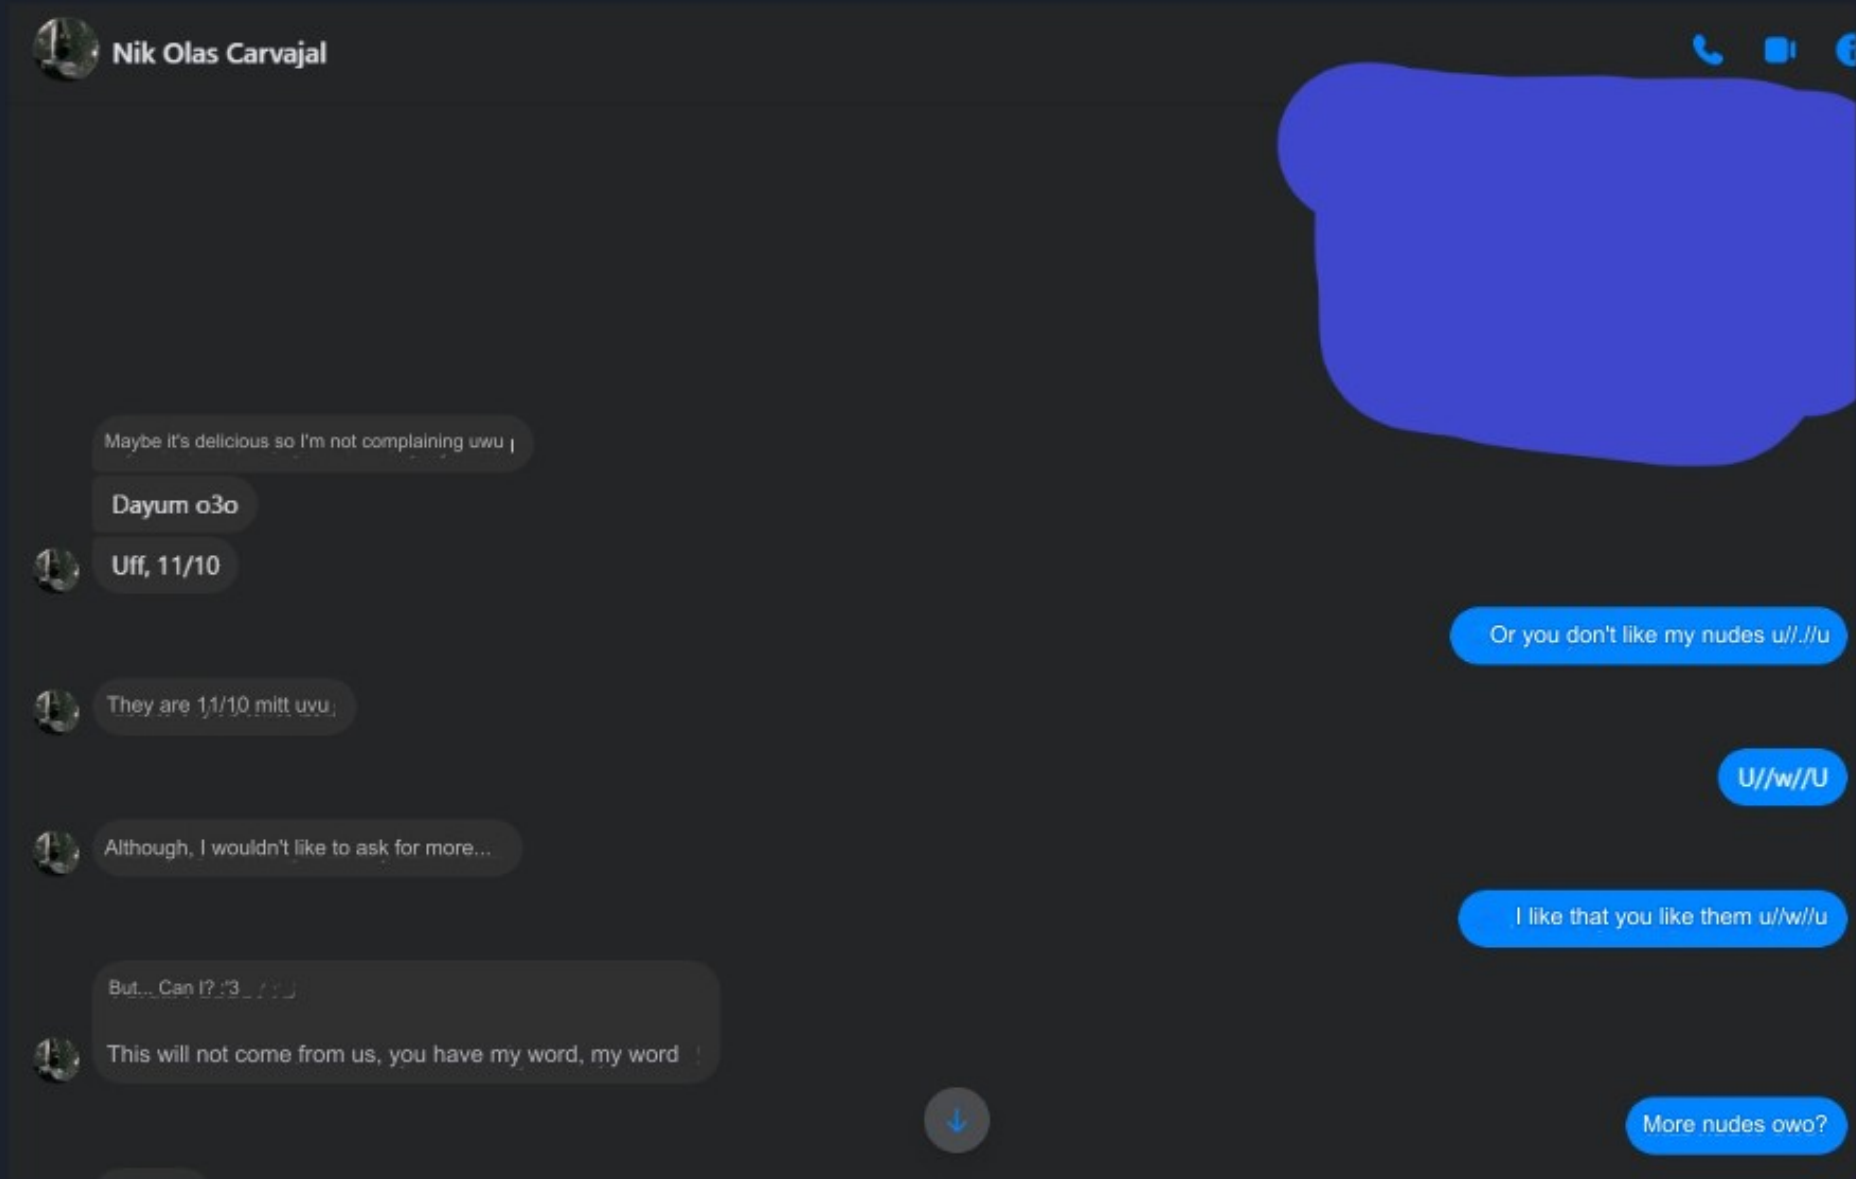 Nik Olas Carvajal
Maybe it's delicious so I'm not complaining uwu
Dayum o3o
Uff, 11/10
Or you don't like my nudes u//.//u
They are 11/10 mitt uvu
U//w//U
Although, I wouldn't like to ask for more...
I like that you like them u//w//u
But... Can I? :'3
This will not come from us, you have my word, my word
More nudes owo?